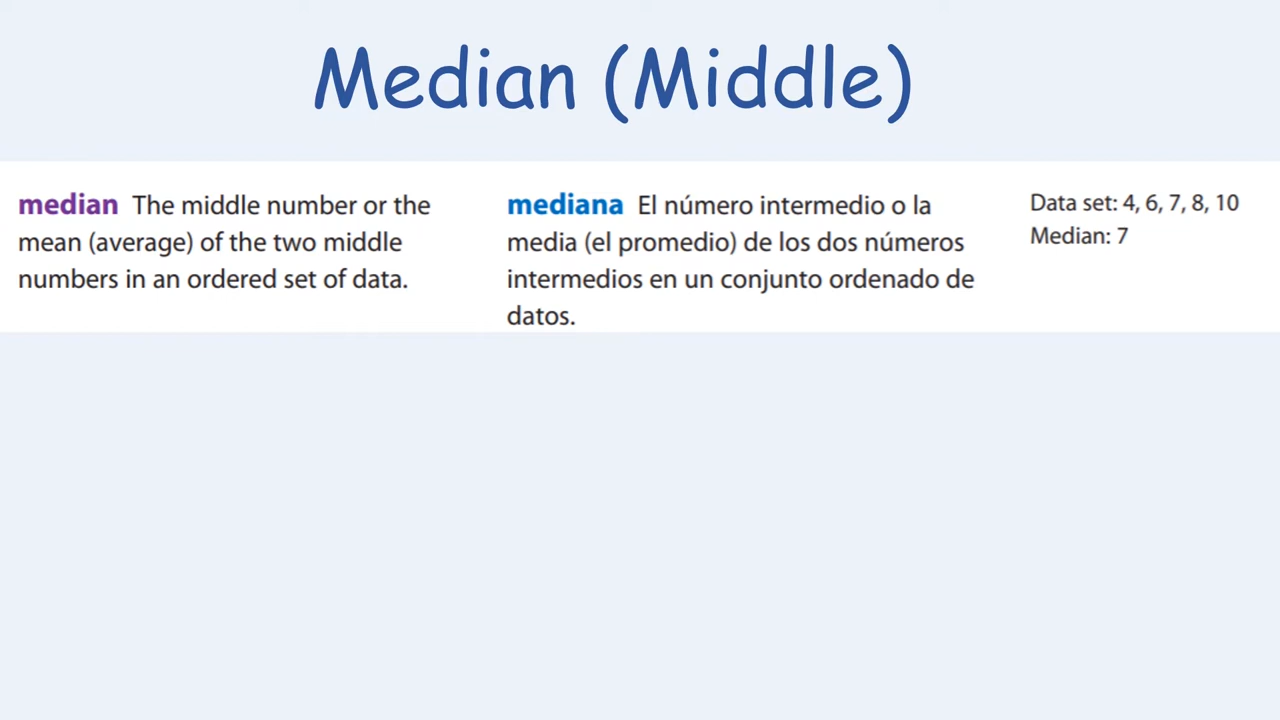 Median (Middle)
median The middle number or the
mean (average) of the two middle
numbers in an ordered set of data.
mediana El número intermedio o la
media (el promedio) de los dos números
intermedios en un conjunto ordenado de
datos.
Data set: 4, 6, 7, 8, 10
Median: 7